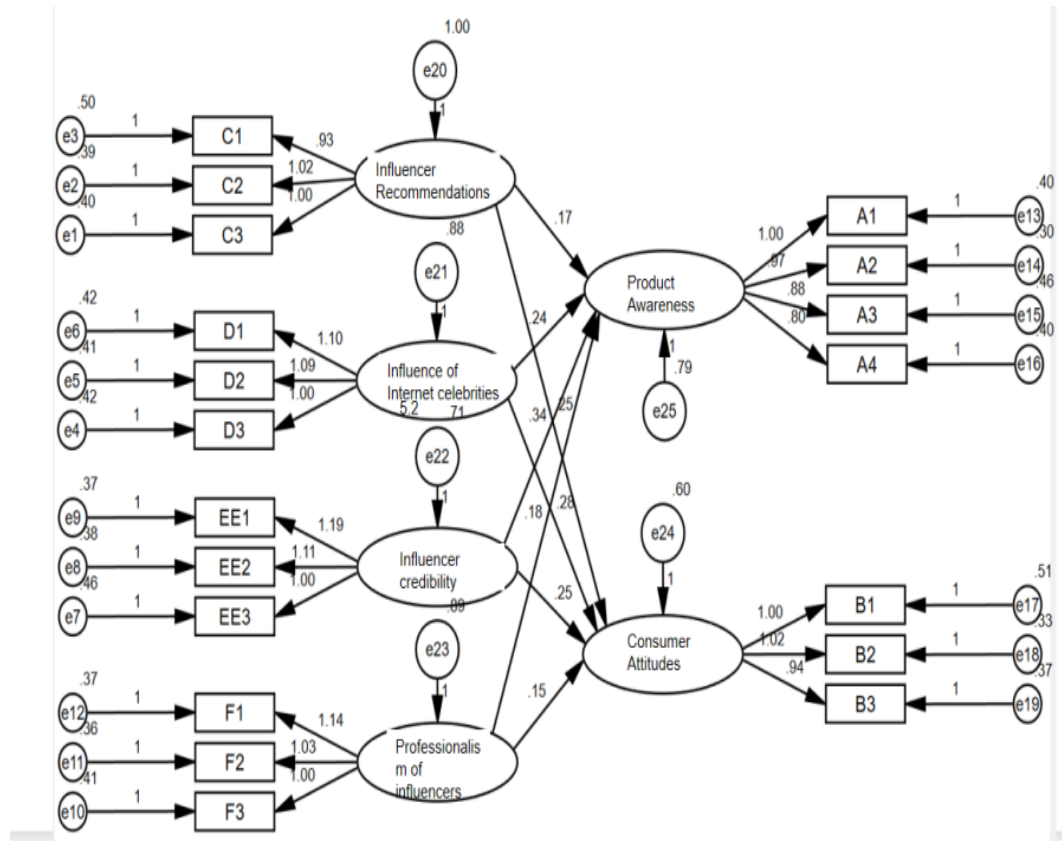 1.00
e20
1
.50
e3
1
C1
.93
.39
e2
1
C2
1.02
.40
e1
1
C3
1.00
Influencer
Recommendations
.88
e21
1
.42
e6
1
D1
1.10
.41
e5
1
D2
1.09
.42
e4
1
D3
1.00
Influence of
Internet celebrities
5.2
.71
e22
1
.37
e9
1
EE1
1.19
.38
e8
1
EE2
1.11
.46
e7
1
EE3
1.00
Influencer
credibility
e23
1
.37
e12
1
F1
1.14
.36
e11
1
F2
1.03
.41
e10
1
F3
1.00
Professionalis
m of
influencers
.17
.24
.34
.25
.18
.28
.25
.15
Product
Awareness
1
.79
e25
.60
e24
1
Consumer
Attitudes
1.00
A1
1
.40
e13
.97
A2
1
.30
e14
.88
A3
1
.46
e15
.80
A4
1
.40
e16
1.00
B1
1
.51
e17
1.02
B2
1
.33
e18
.94
B3
1
.37
e19